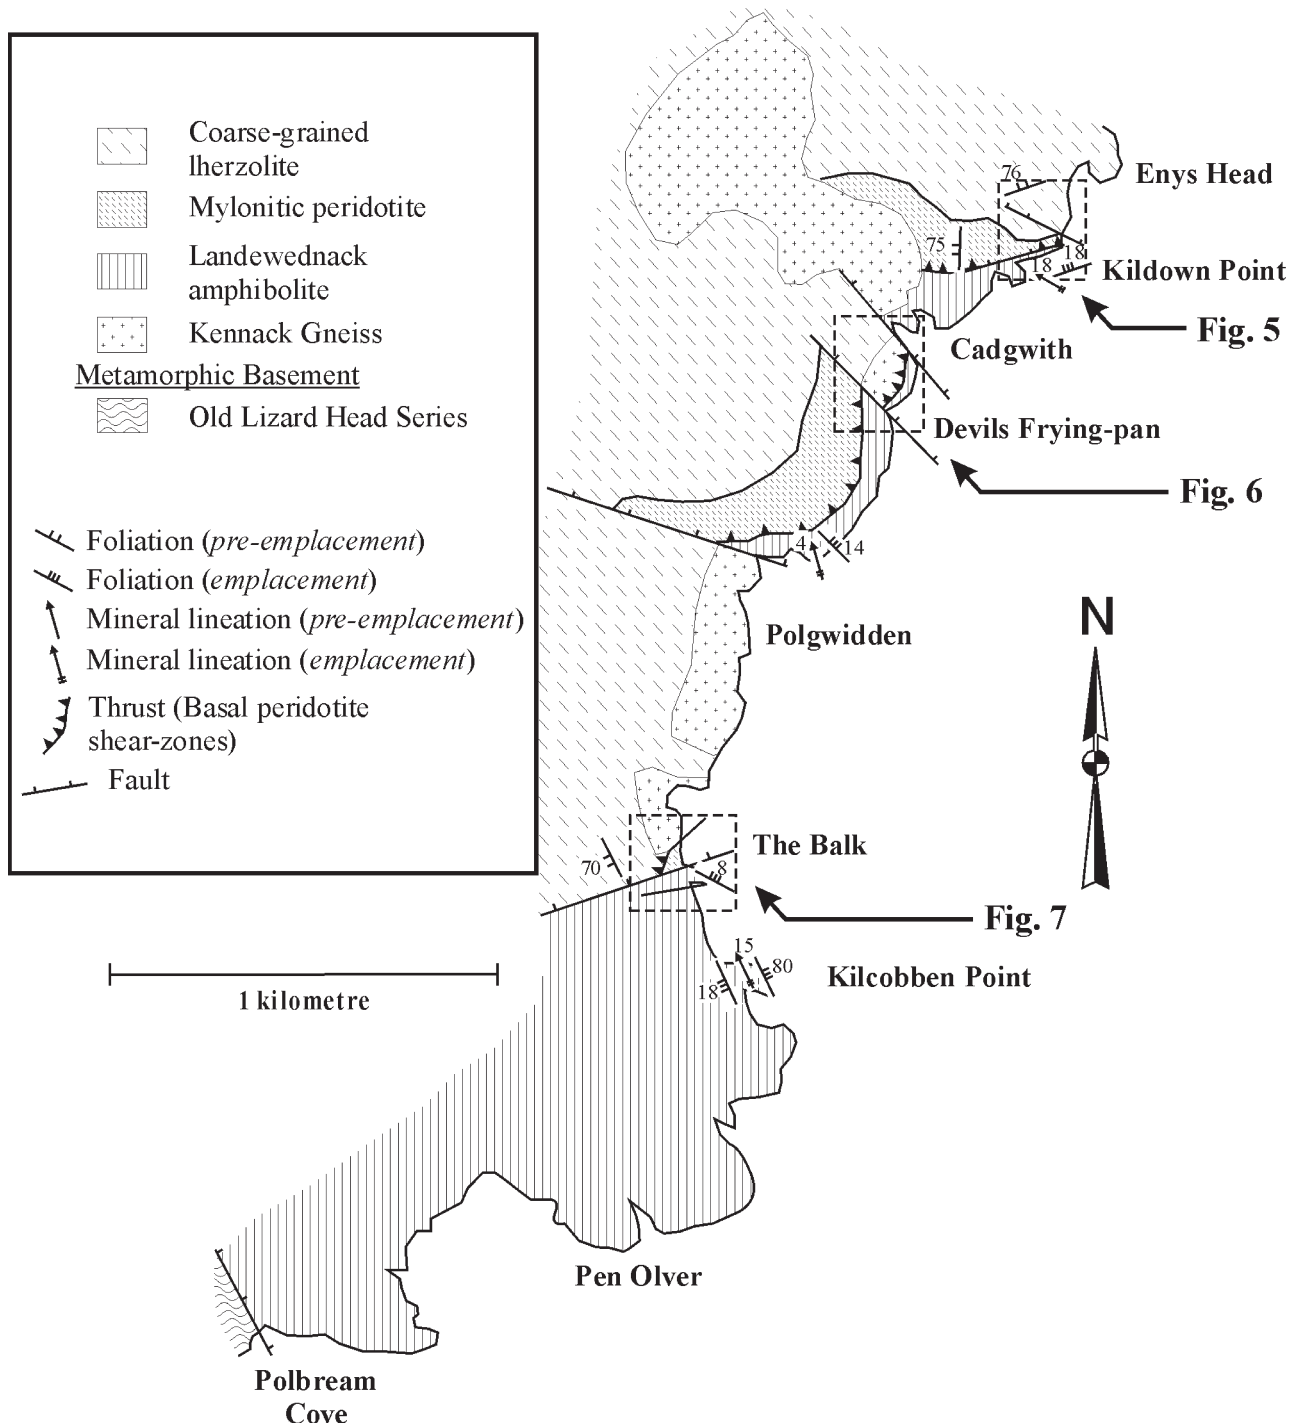 Coarse-grained
lherzolite
Mylonitic peridotite
Landewednack
amphibolite
Kennack Gneiss
Metamorphic Basement
Old Lizard Head Series
Foliation (pre-emplacement)
Foliation (emplacement)
Mineral lineation (pre-emplacement)
Mineral lineation (emplacement)
Thrust (Basal peridotite
shear-zones)
Fault
76
Enys Head
75
18
18
Kildown Point
Fig. 5
Cadgwith
Devils Frying-pan
Fig. 6
4
14
N
Polgwidden
The Balk
70
8
Fig. 7
15
80
18
Kilcobben Point
1 kilometre
Pen Olver
Polbream
Cove